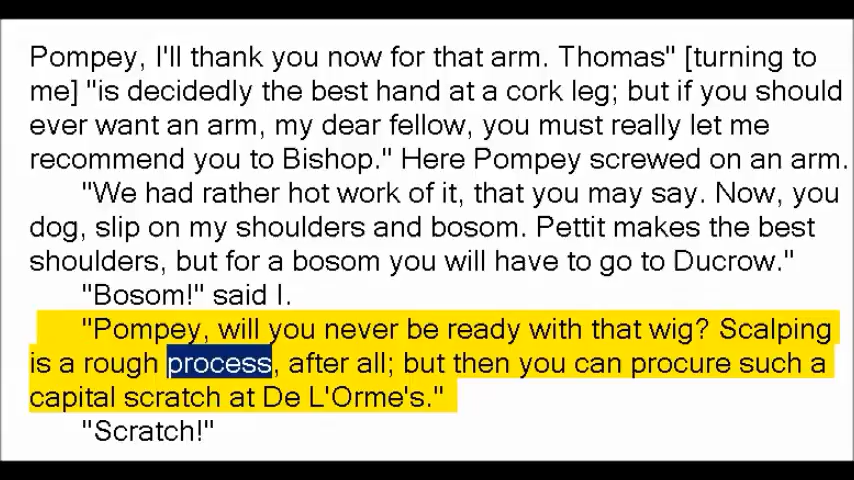 Pompey, I'll thank you now for that arm. Thomas" [turning to
me] "is decidedly the best hand at a cork leg; but if you should
ever want an arm, my dear fellow, you must really let me
recommend you to Bishop." Here Pompey screwed on an arm.
"We had rather hot work of it, that you may say. Now, you
dog, slip on my shoulders and bosom. Pettit makes the best
shoulders, but for a bosom you will have to go to Ducrow."
"Bosom!" said I.
"Pompey, will you never be ready with that wig? Scalping
is a rough process, after all; but then you can procure such a
capital scratch at De L'Orme's."
"Scratch!"